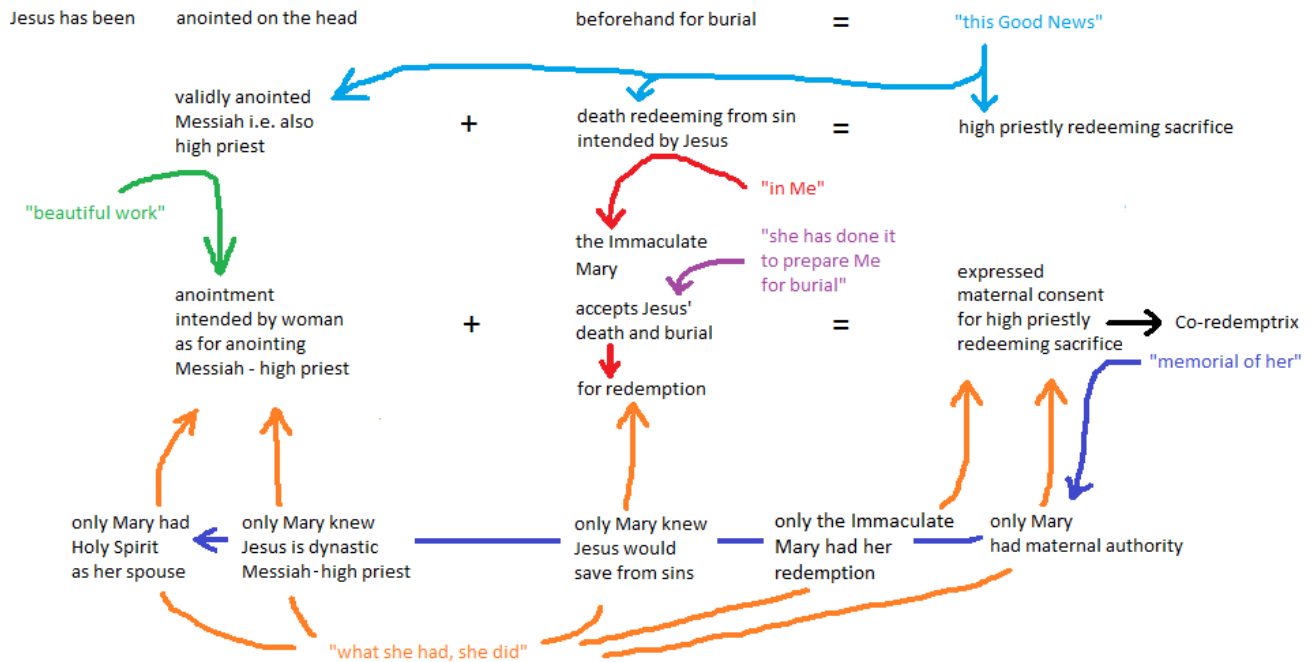 Jesus has been anointed on the head beforehand for burial = "this Good News"
validly anointed
Messiah i.e. also
high priest
+
death redeeming from sin
intended by Jesus
=
high priestly redeeming sacrifice
"beautiful work"
"in Me"
the Immaculate
Mary
"she has done it
to prepare Me
for burial"
anointment
intended by woman
as for anointing
Messiah - high priest
+
accepts Jesus'
death and burial
for redemption
=
expressed
maternal consent
for high priestly
redeeming sacrifice
Co-redemptrix
"memorial of her"
only Mary had
Holy Spirit
as her spouse
only Mary knew
Jesus is dynastic
Messiah-high priest
only Mary knew
Jesus would
save from sins
only the Immaculate
Mary had her
redemption
only Mary
had maternal authority
"what she had, she did"